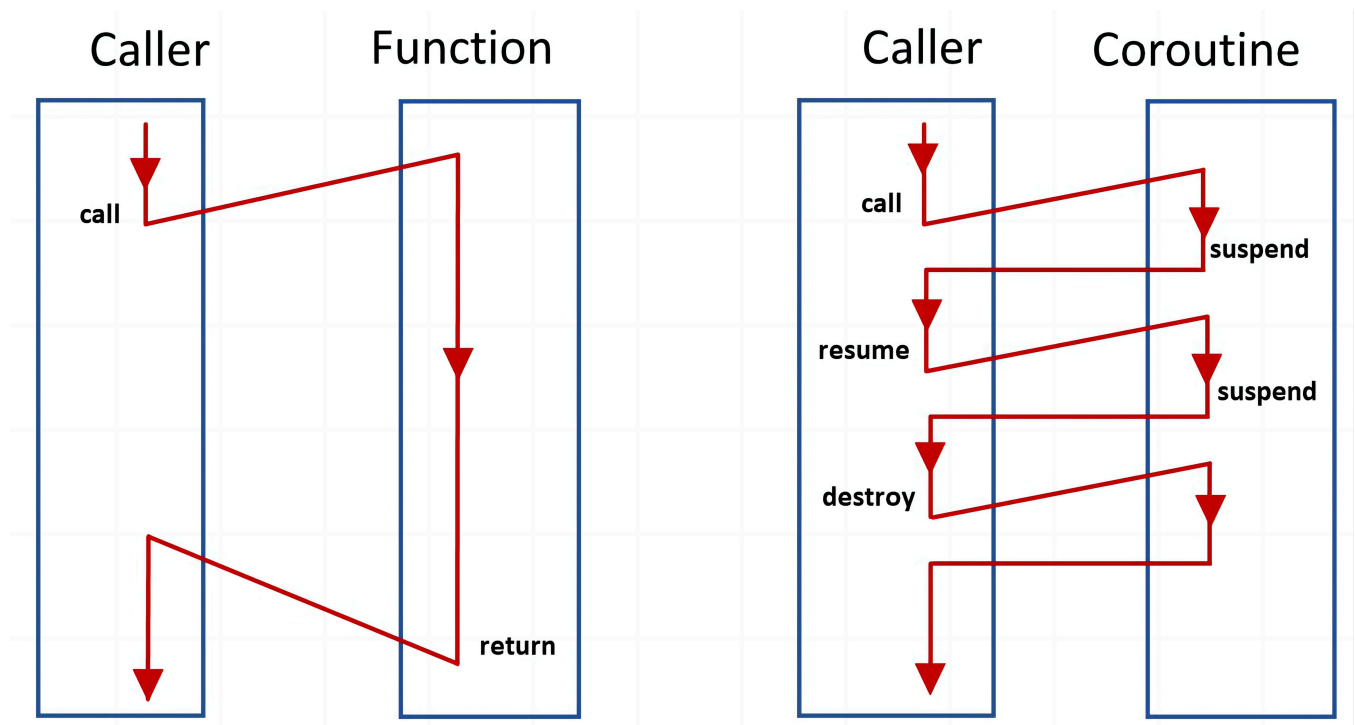 Caller
Function
call
return
Caller
Coroutine
call
suspend
resume
suspend
destroy